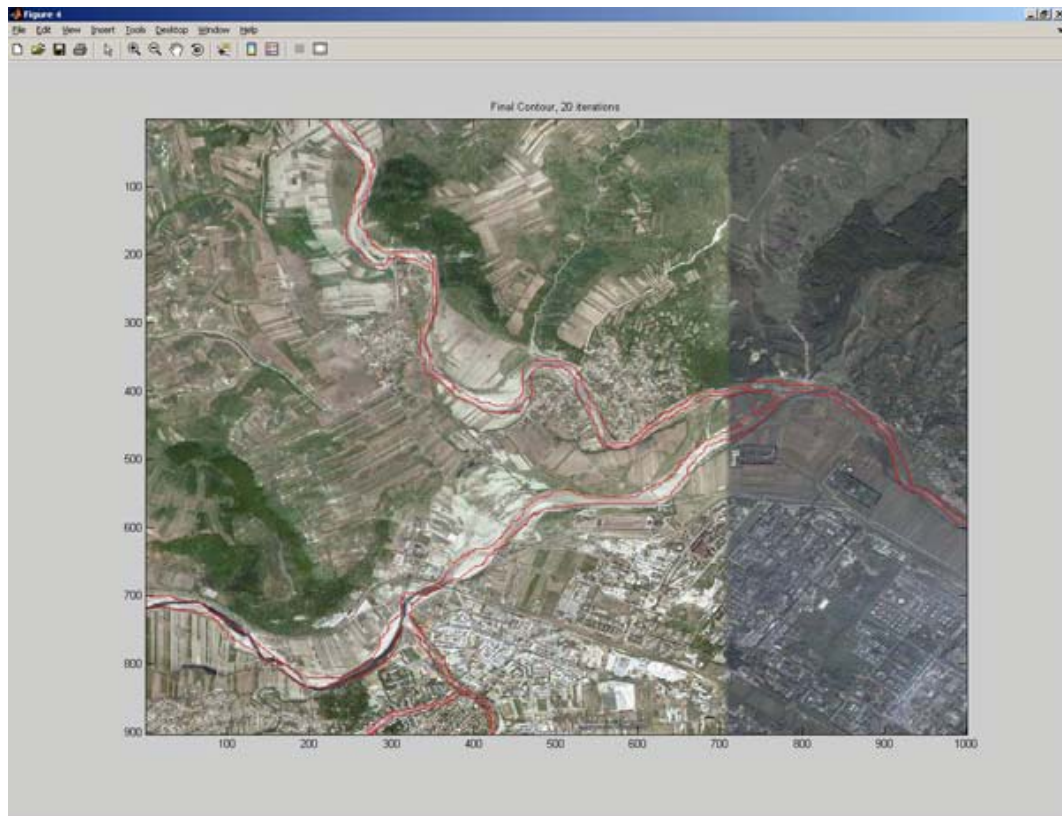 Figure 4
File Edit View Insert Tools Desktop Window Help
Final Contour, 20 iterations
100
200
300
400
500
600
700
800
900
100 200 300 400 500 600 700 800 900 1000